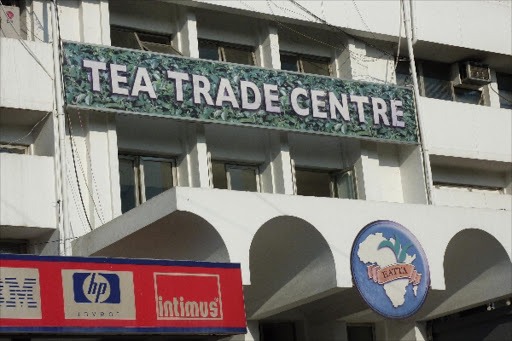 TEA TRADE CENTRE
EATTA
IBM
hp
invent
intimus